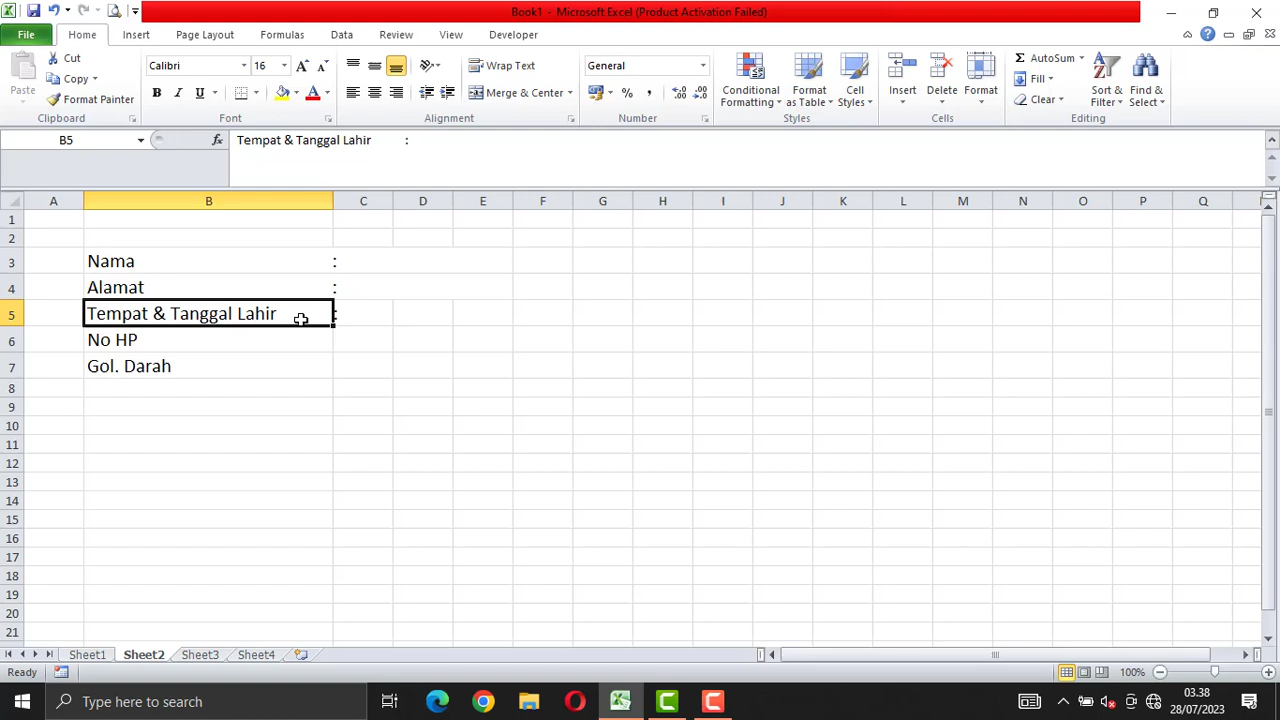 Book1 - Microsoft Excel (Product Activation Failed)
File Home Insert Page Layout Formulas Data Review View Developer
Cut
Copy
Format Painter
Paste
Clipboard
Calibri 16
B I U
Font
Wrap Text
Merge & Center
Alignment
General
%
Number
Conditional Formatting
Format as Table
Cell Styles
Styles
Insert Delete Format
Cells
AutoSum
Fill
Clear
Sort & Filter
Find & Select
Editing
B5 fx Tempat & Tanggal Lahir :
A B C D E F G H I J K L M N O P Q
1
2
3 Nama :
4 Alamat :
5 Tempat & Tanggal Lahir :
6 No HP
7 Gol. Darah
8
9
10
11
12
13
14
15
16
17
18
19
20
21
Sheet1 Sheet2 Sheet3 Sheet4
Ready 100%
Type here to search
03.38
28/07/2023